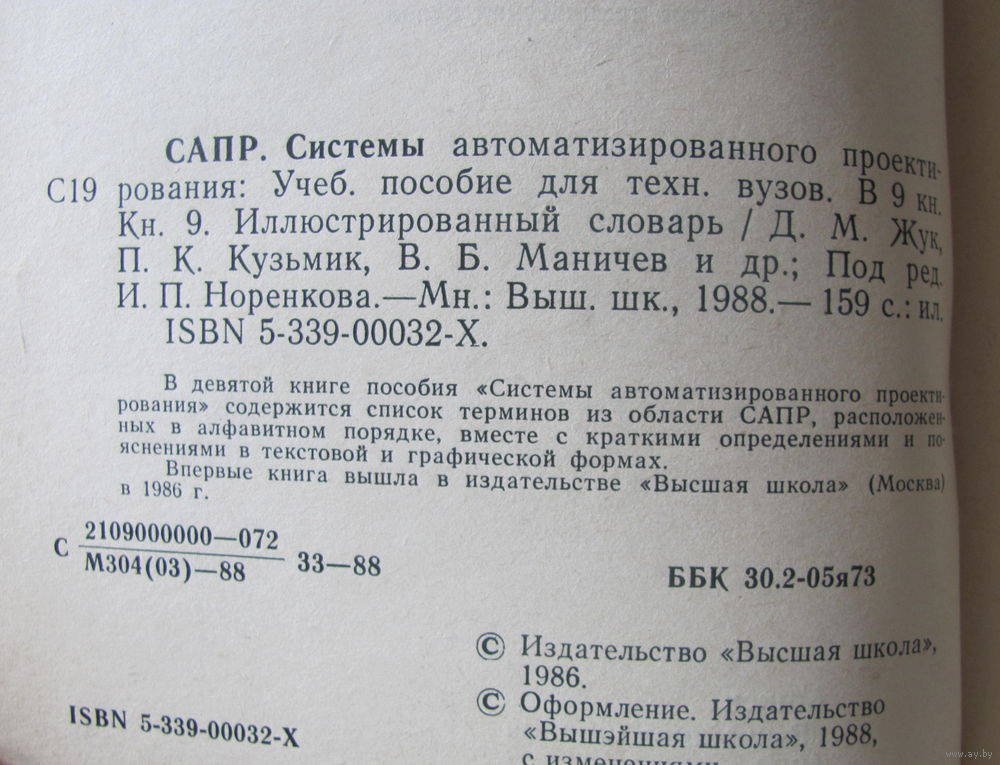 САПР. Системы автоматизированного проекти-
С19 рования: Учеб. пособие для техн. вузов. В 9 кн.
Кн. 9. Иллюстрированный словарь / Д. М. Жук,
П. К. Кузьмик, В. Б. Маничев и др.; Под ред.
И. П. Норенкова.—Мн.: Выш. шк., 1988.— 159 с.: ил.
ISBN 5-339-00032-X.
В девятой книге пособия «Системы автоматизированного проекти-
рования» содержится список терминов из области САПР, расположен-
ных в алфавитном порядке, вместе с краткими определениями и по-
яснениями в текстовой и графической формах.
Впервые книга вышла в издательстве «Высшая школа» (Москва)
в 1986 г.
С 2109000000—072
М304(03)—88 33—88
ББК 30.2-05я73
© Издательство «Высшая школа»,
1986.
© Оформление. Издательство
«Вышэйшая школа», 1988,
с изменениями
ISBN 5-339-00032-X
www.ay.by